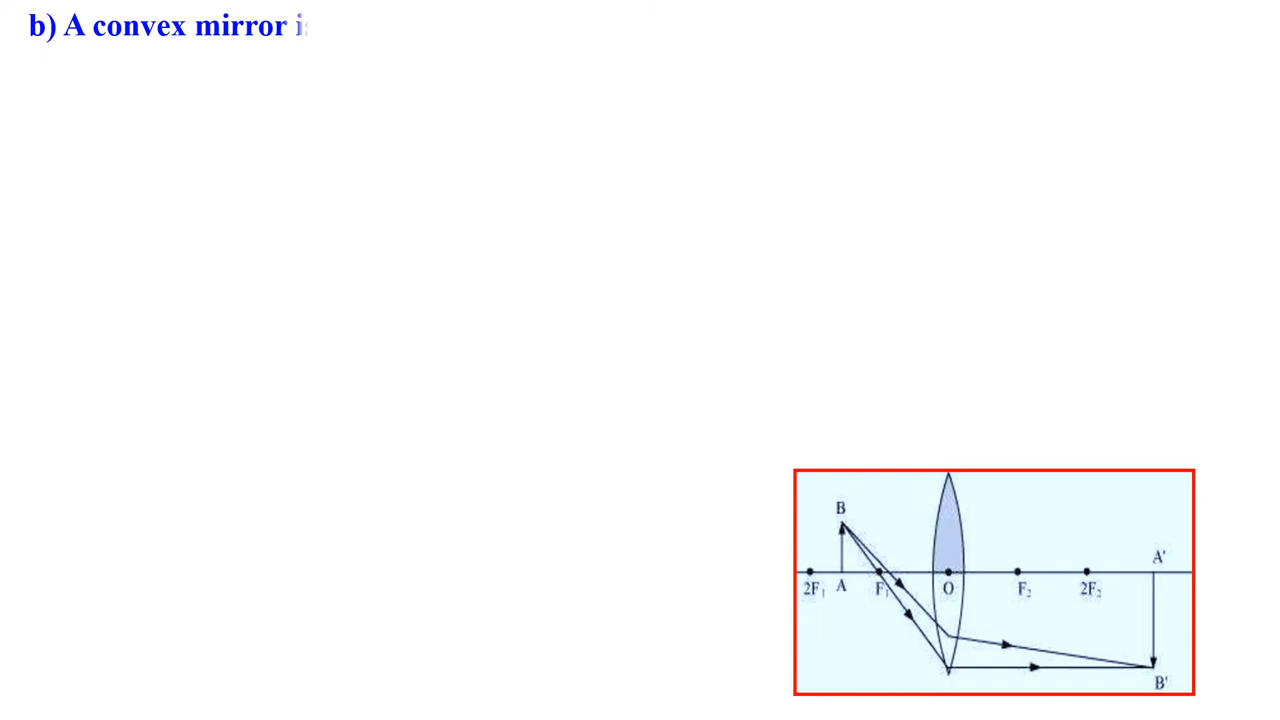 b) A convex mirror
B
A'
2F₁ A F₁ O F₂ 2F₂
B'